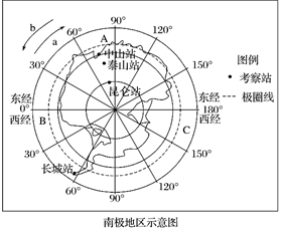 90°
60°
120°
30°
150°
b
a
A
中山站
泰山站
昆仑站
图例
• 考察站
--- 极圈线
东经
0°
西经
B
东经
180°
西经
C
30°
150°
长城站
60°
120°
90°
南极地区示意图